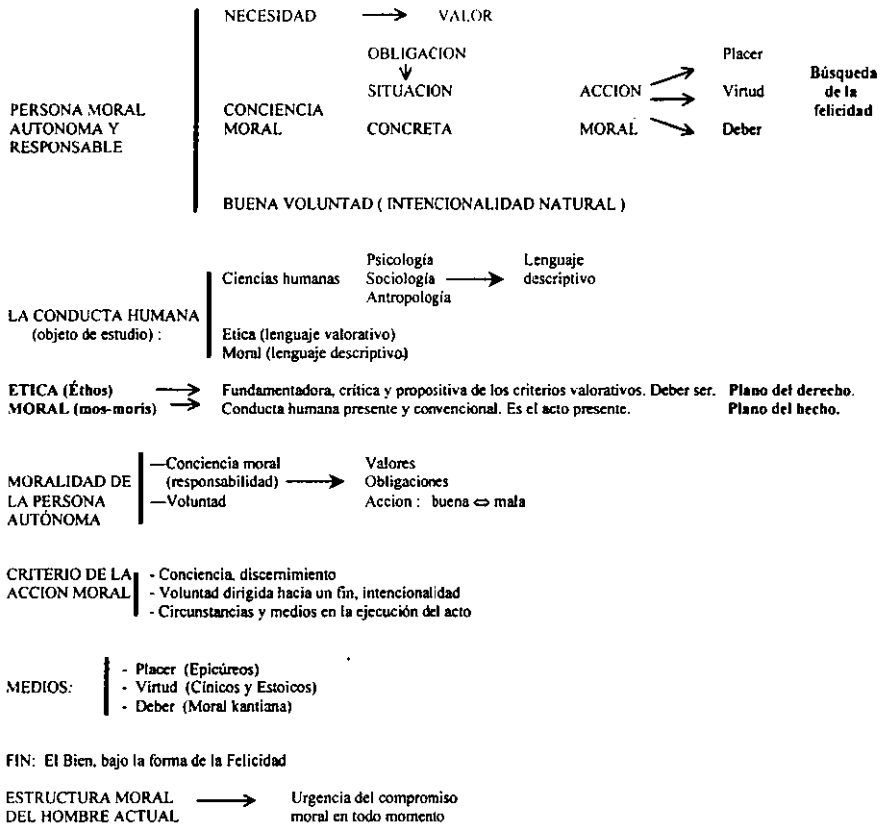 NECESIDAD → VALOR
OBLIGACION Placer
↓
SITUACION ACCION Virtud
Búsqueda
de la
felicidad
PERSONA MORAL
AUTONOMA Y
RESPONSABLE
CONCIENCIA
MORAL CONCRETA MORAL Deber
BUENA VOLUNTAD ( INTENCIONALIDAD NATURAL )
LA CONDUCTA HUMANA
(objeto de estudio) :
Ciencias humanas
Psicología
Sociología →
Antropología
Lenguaje
descriptivo
Etica (lenguaje valorativo)
Moral (lenguaje descriptivo)
ETICA (Éthos) → Fundamentadora, crítica y propositiva de los criterios valorativos. Deber ser. Plano del derecho.
MORAL (mos-moris) → Conducta humana presente y convencional. Es el acto presente. Plano del hecho.
MORALIDAD DE
LA PERSONA
AUTÓNOMA
—Conciencia moral
(responsabilidad) →
—Voluntad
Valores
Obligaciones
Accion : buena ⇔ mala
CRITERIO DE LA
ACCION MORAL
- Conciencia, discernimiento
- Voluntad dirigida hacia un fin, intencionalidad
- Circunstancias y medios en la ejecución del acto
MEDIOS:
- Placer (Epicúreos)
- Virtud (Cínicos y Estoicos)
- Deber (Moral kantiana)
FIN: El Bien, bajo la forma de la Felicidad
ESTRUCTURA MORAL
DEL HOMBRE ACTUAL
→ Urgencia del compromiso
moral en todo momento